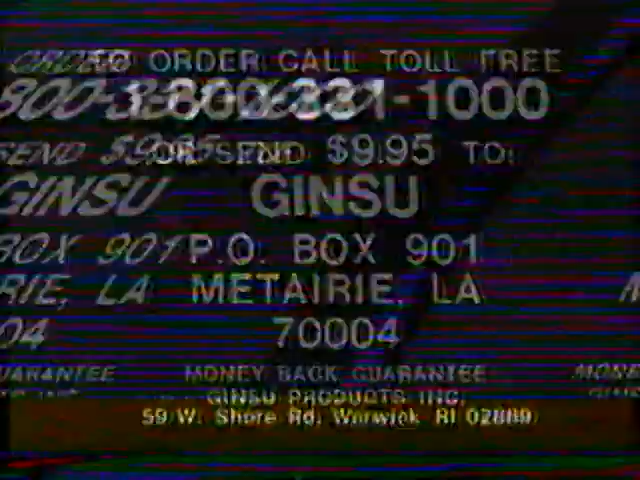 TO ORDER CALL TOLL FREE
1-800-331-1000
OR SEND $9.95 TO:
GINSU
P.O. BOX 901
METAIRIE, LA
70004
MONEY BACK GUARANTEE
GINSU PRODUCTS INC.
59 W. Shore Rd. Warwick RI 02889